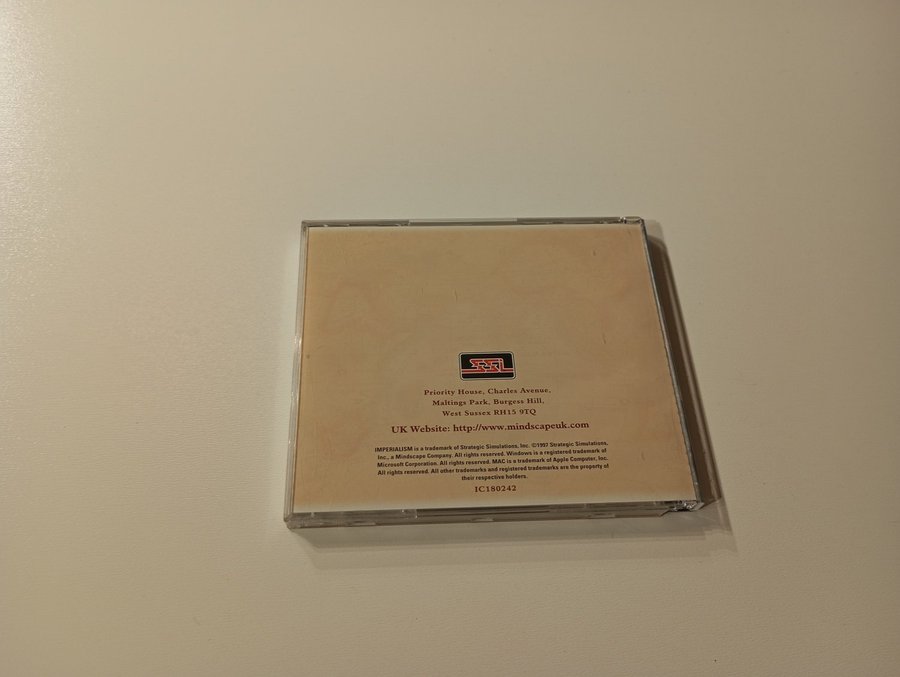 SSI
Priority House, Charles Avenue,
Maltings Park, Burgess Hill,
West Sussex RH15 9TQ
UK Website: http://www.mindscapeuk.com
IMPERIALISM is a trademark of Strategic Simulations, Inc. ©1997 Strategic Simulations,
Inc., a Mindscape Company. All rights reserved. Windows is a registered trademark of
Microsoft Corporation. All rights reserved. MAC is a trademark of Apple Computer, Inc.
All rights reserved. All other trademarks and registered trademarks are the property of
their respective holders.
IC180242